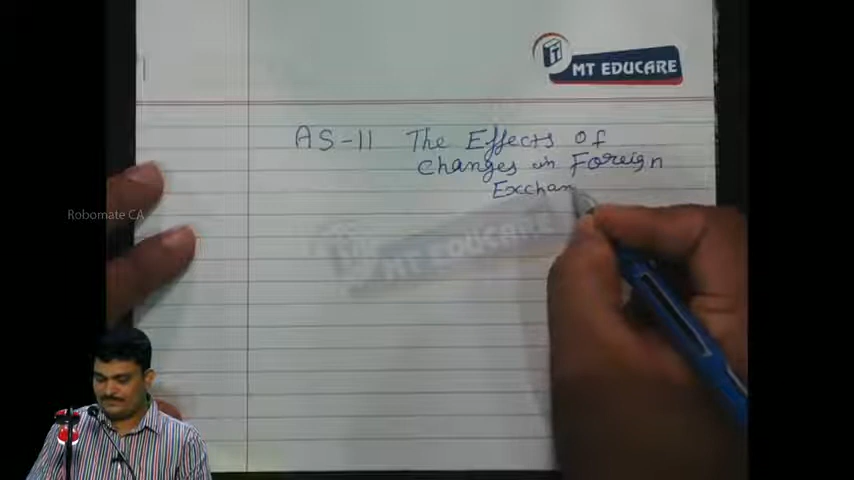 MT EDUCARE
AS-11 The Effects Of
Changes in Foreign
Exchan
Robomate CA
MT EDUCARE